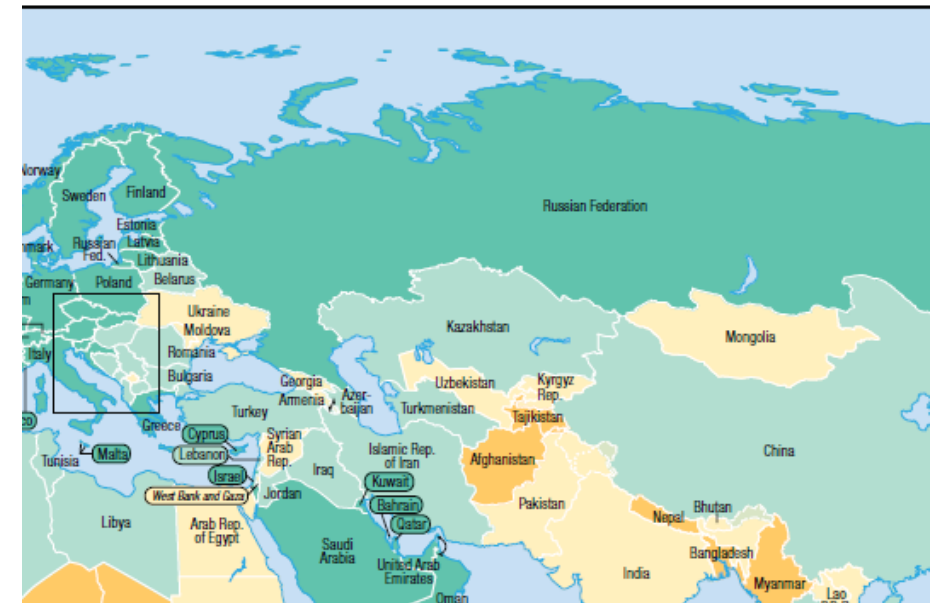 Norway
Sweden
Finland
Russian Federation
Estonia
Russian
Fed.
Latvia
nmark
Lithuania
Germany
Poland
Belarus
m
Ukraine
Moldova
Kazakhstan
Mongolia
Italy
Romania
Bulgaria
Georgia
Armenia
Azer-
baijan
Uzbekistan
Kyrgyz
Rep.
Turkey
Turkmenistan
Tajikistan
Greece
co
Cyprus
Syrian
Arab
Rep.
Tunisia
Malta
Lebanon
Iraq
Islamic Rep.
of Iran
Afghanistan
China
Israel
Kuwait
West Bank and Gaza
Jordan
Bahrain
Pakistan
Bhutan
Nepal
Libya
Arab Rep.
of Egypt
Qatar
Saudi
Arabia
Bangladesh
United Arab
Emirates
India
Myanmar
Oman
Lao